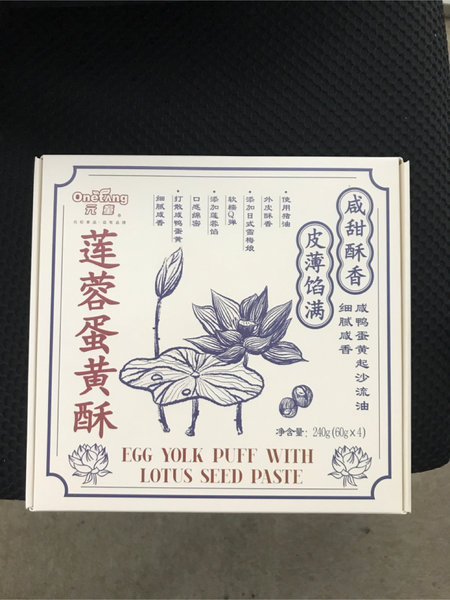 Onetang
元童
莲蓉蛋黄酥
咸甜酥香
皮薄馅满
咸鸭蛋黄起沙流油
细腻咸香
·使用猪油
外皮酥香
·添加日式雪梅娘
软糯Q弹
·添加莲蓉馅
口感绵密
·打散咸鸭蛋黄
细腻咸香
净含量：240g(60g×4)
EGG YOLK PUFF WITH
LOTUS SEED PASTE